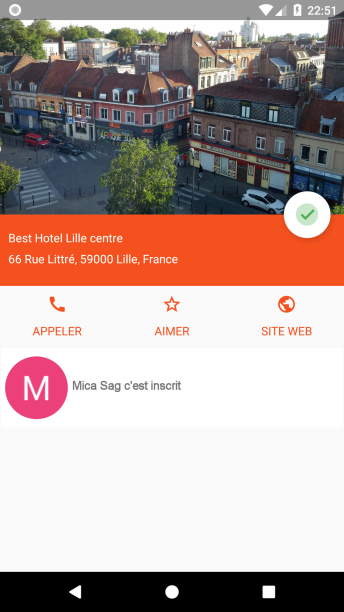 22:51
Best Hotel Lille centre
66 Rue Littré, 59000 Lille, France
APPELER
AIMER
SITE WEB
M
Mica Sag c'est inscrit